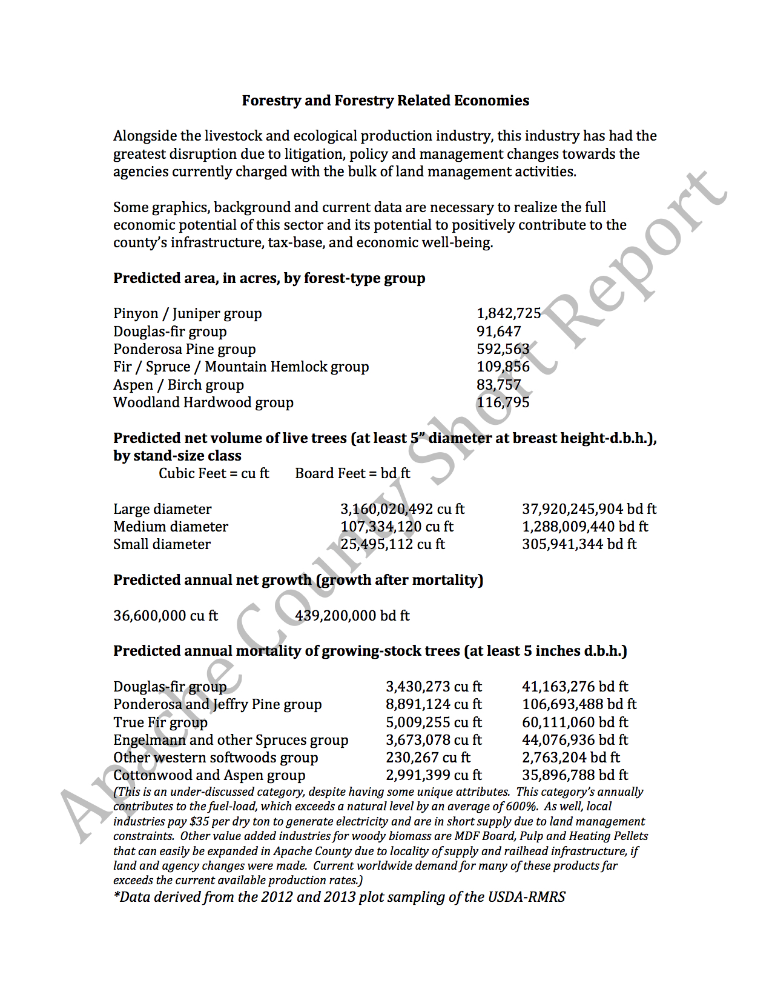 Forestry and Forestry Related Economies
Alongside the livestock and ecological production industry, this industry has had the
greatest disruption due to litigation, policy and management changes towards the
agencies currently charged with the bulk of land management activities.
Some graphics, background and current data are necessary to realize the full
economic potential of this sector and its potential to positively contribute to the
county's infrastructure, tax-base, and economic well-being.
Predicted area, in acres, by forest-type group
Pinyon / Juniper group 1,842,725
Douglas-fir group 91,647
Ponderosa Pine group 592,563
Fir / Spruce / Mountain Hemlock group 109,856
Aspen / Birch group 83,757
Woodland Hardwood group 116,795
Predicted net volume of live trees (at least 5” diameter at breast height-d.b.h.),
by stand-size class
Cubic Feet = cu ft Board Feet = bd ft
Large diameter 3,160,020,492 cu ft 37,920,245,904 bd ft
Medium diameter 107,334,120 cu ft 1,288,009,440 bd ft
Small diameter 25,495,112 cu ft 305,941,344 bd ft
Predicted annual net growth (growth after mortality)
36,600,000 cu ft 439,200,000 bd ft
Predicted annual mortality of growing-stock trees (at least 5 inches d.b.h.)
Douglas-fir group 3,430,273 cu ft 41,163,276 bd ft
Ponderosa and Jeffry Pine group 8,891,124 cu ft 106,693,488 bd ft
True Fir group 5,009,255 cu ft 60,111,060 bd ft
Engelmann and other Spruces group 3,673,078 cu ft 44,076,936 bd ft
Other western softwoods group 230,267 cu ft 2,763,204 bd ft
Cottonwood and Aspen group 2,991,399 cu ft 35,896,788 bd ft
(This is an under-discussed category, despite having some unique attributes. This category's annually
contributes to the fuel-load, which exceeds a natural level by an average of 600%. As well, local
industries pay $35 per dry ton to generate electricity and are in short supply due to land management
constraints. Other value added industries for woody biomass are MDF Board, Pulp and Heating Pellets
that can easily be expanded in Apache County due to locality of supply and railhead infrastructure, if
land and agency changes were made. Current worldwide demand for many of these products far
exceeds the current available production rates.)
*Data derived from the 2012 and 2013 plot sampling of the USDA-RMRS
Apache County Short Report